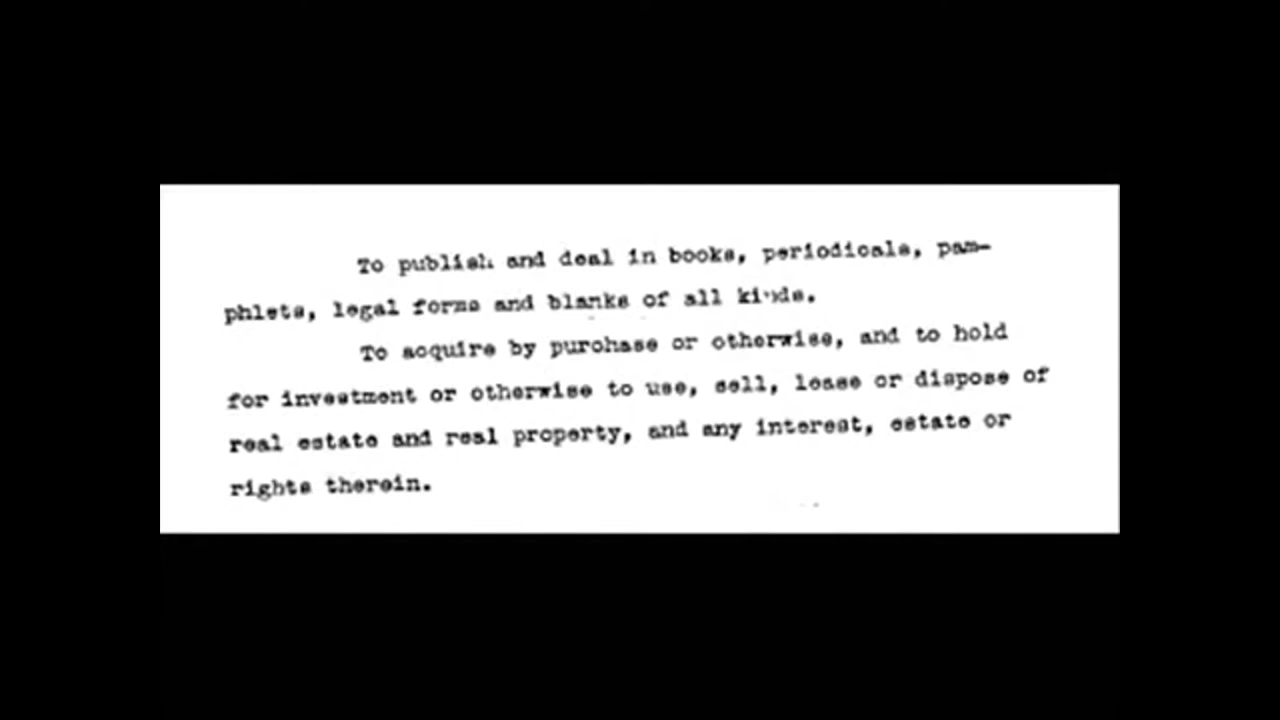 To publish and deal in books, periodicals, pam-
phlets, legal forms and blanks of all kinds.
To acquire by purchase or otherwise, and to hold
for investment or otherwise to use, sell, lease or dispose of
real estate and real property, and any interest, estate or
rights therein.